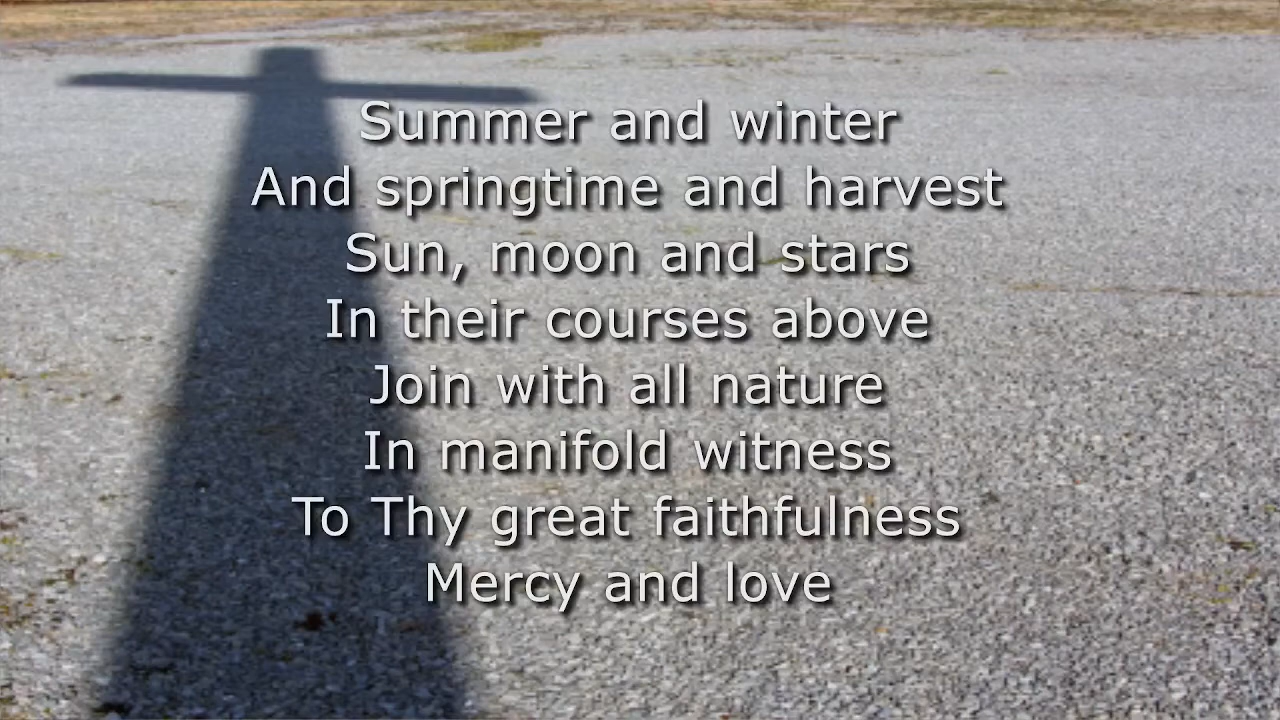 Summer and winter
And springtime and harvest
Sun, moon and stars
In their courses above
Join with all nature
In manifold witness
To Thy great faithfulness
Mercy and love